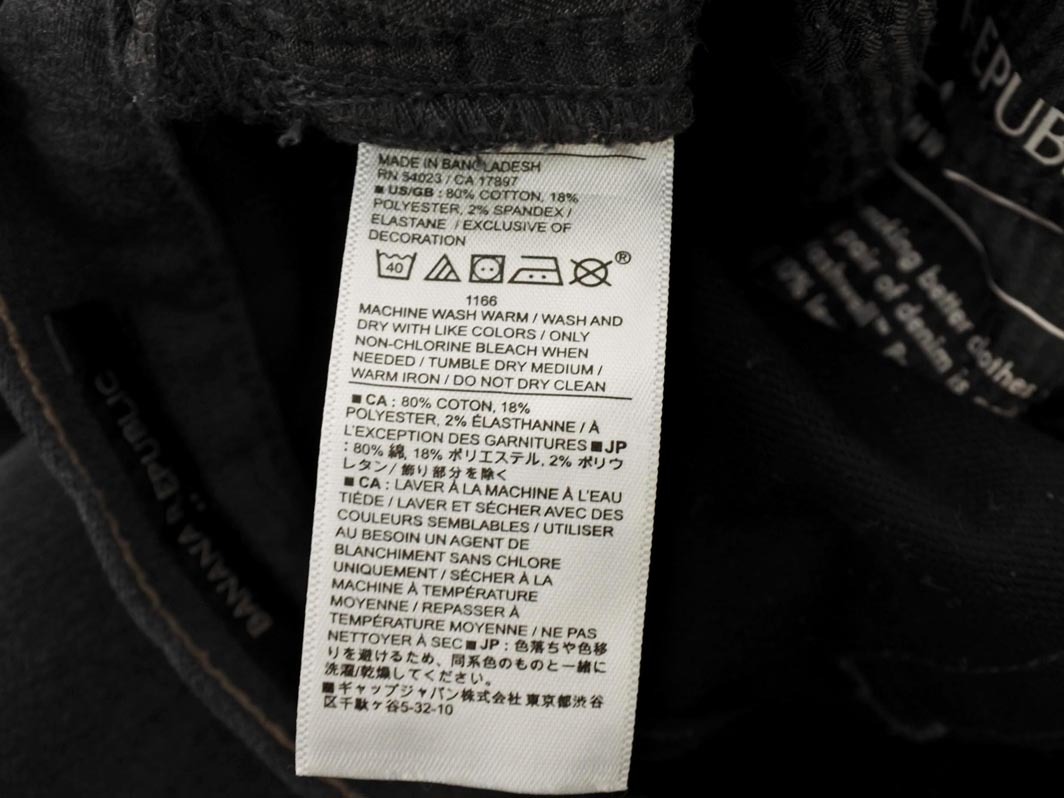 MADE IN BANGLADESH
RN 54023 / CA 17897
■ US/GB : 80% COTTON, 18%
POLYESTER, 2% SPANDEX /
ELASTANE / EXCLUSIVE OF
DECORATION
40
®
1166
MACHINE WASH WARM / WASH AND
DRY WITH LIKE COLORS / ONLY
NON-CHLORINE BLEACH WHEN
NEEDED / TUMBLE DRY MEDIUM /
WARM IRON / DO NOT DRY CLEAN
■ CA : 80% COTON, 18%
POLYESTER, 2% ÉLASTHANNE / À
L'EXCEPTION DES GARNITURES ■ JP
: 80% 綿, 18% ポリエステル, 2% ポリウ
レタン/ 飾り部分を除く
■ CA : LAVER À LA MACHINE À L'EAU
TIÈDE / LAVER ET SÉCHER AVEC DES
COULEURS SEMBLABLES / UTILISER
AU BESOIN UN AGENT DE
BLANCHIMENT SANS CHLORE
UNIQUEMENT / SÉCHER À LA
MACHINE À TEMPÉRATURE
MOYENNE / REPASSER À
TEMPÉRATURE MOYENNE / NE PAS
NETTOYER À SEC ■ JP : 色落ちや色移
りを避けるため、同系色のものと一緒に
洗濯/乾燥してください。
■ギャップジャパン株式会社 東京都渋谷
区千駄ヶ谷5-32-10
BANANA REPUBLIC
REPUB
better clothes
pair of denim is